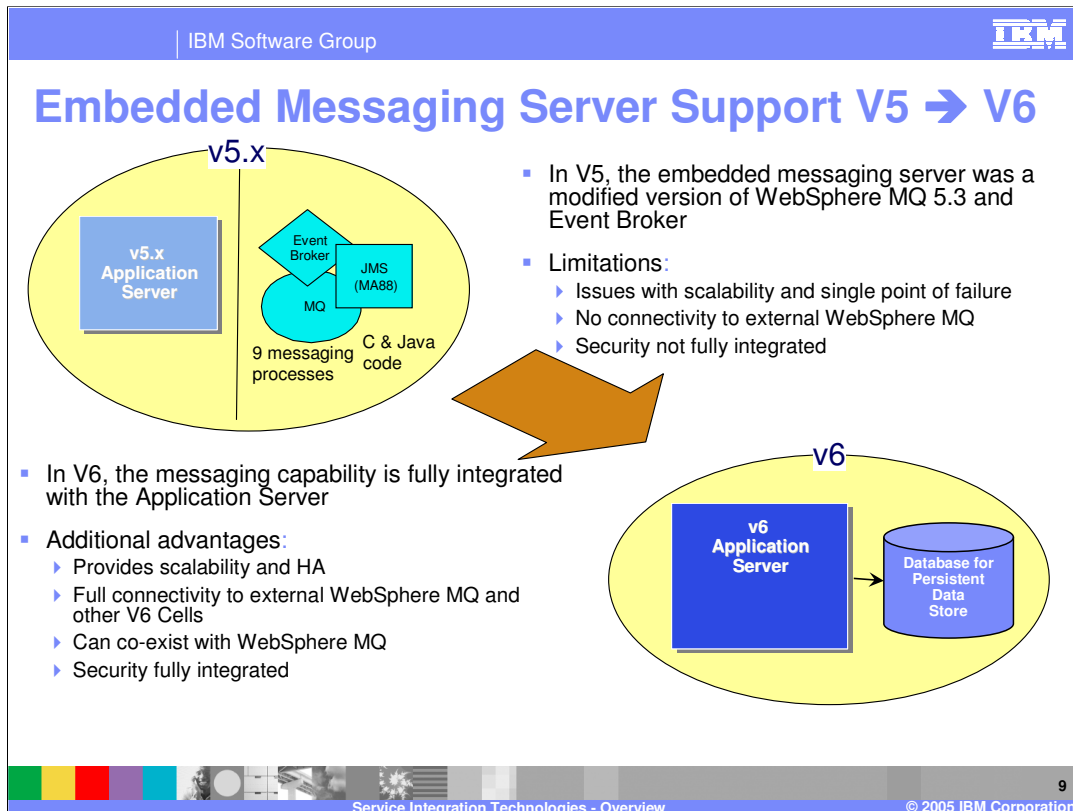 IBM Software Group
IBM
Embedded Messaging Server Support V5 ➔ V6
v5.x
v5.x
Application
Server
Event
Broker
JMS
(MA88)
MQ
9 messaging
processes
C & Java
code
▪ In V5, the embedded messaging server was a
modified version of WebSphere MQ 5.3 and
Event Broker
▪ Limitations:
Issues with scalability and single point of failure
No connectivity to external WebSphere MQ
Security not fully integrated
▪ In V6, the messaging capability is fully integrated
with the Application Server
▪ Additional advantages:
Provides scalability and HA
Full connectivity to external WebSphere MQ and
other V6 Cells
Can co-exist with WebSphere MQ
Security fully integrated
v6
v6
Application
Server
Database for
Persistent
Data
Store
9
Service Integration Technologies - Overview
© 2005 IBM Corporation